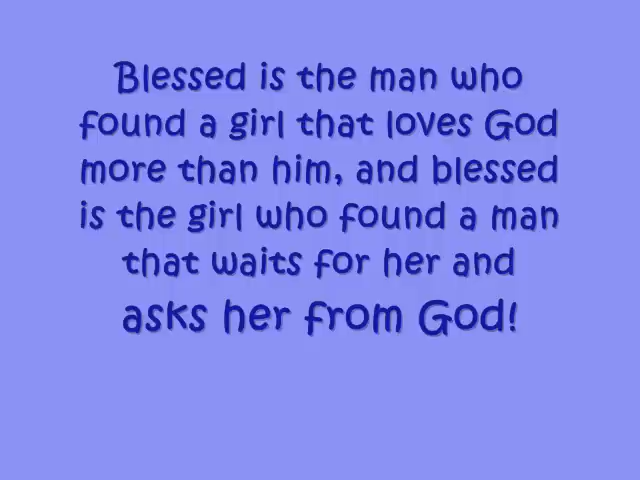 Blessed is the man who
found a girl that loves God
more than him, and blessed
is the girl who found a man
that waits for her and
asks her from God!